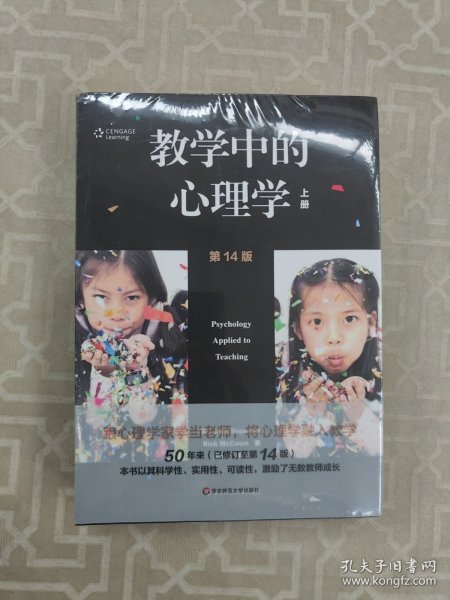 CENGAGE
Learning
教学中的
心理学
上册
第14版
Psychology
Applied to
Teaching
跟心理学家学当老师，将心理学融入教学
Rick McCown 著
50年来（已修订至第14版）
本书以其科学性、实用性、可读性，激励了无数教师成长
华东师范大学出版社
孔夫子旧书网
www.kongfz.com